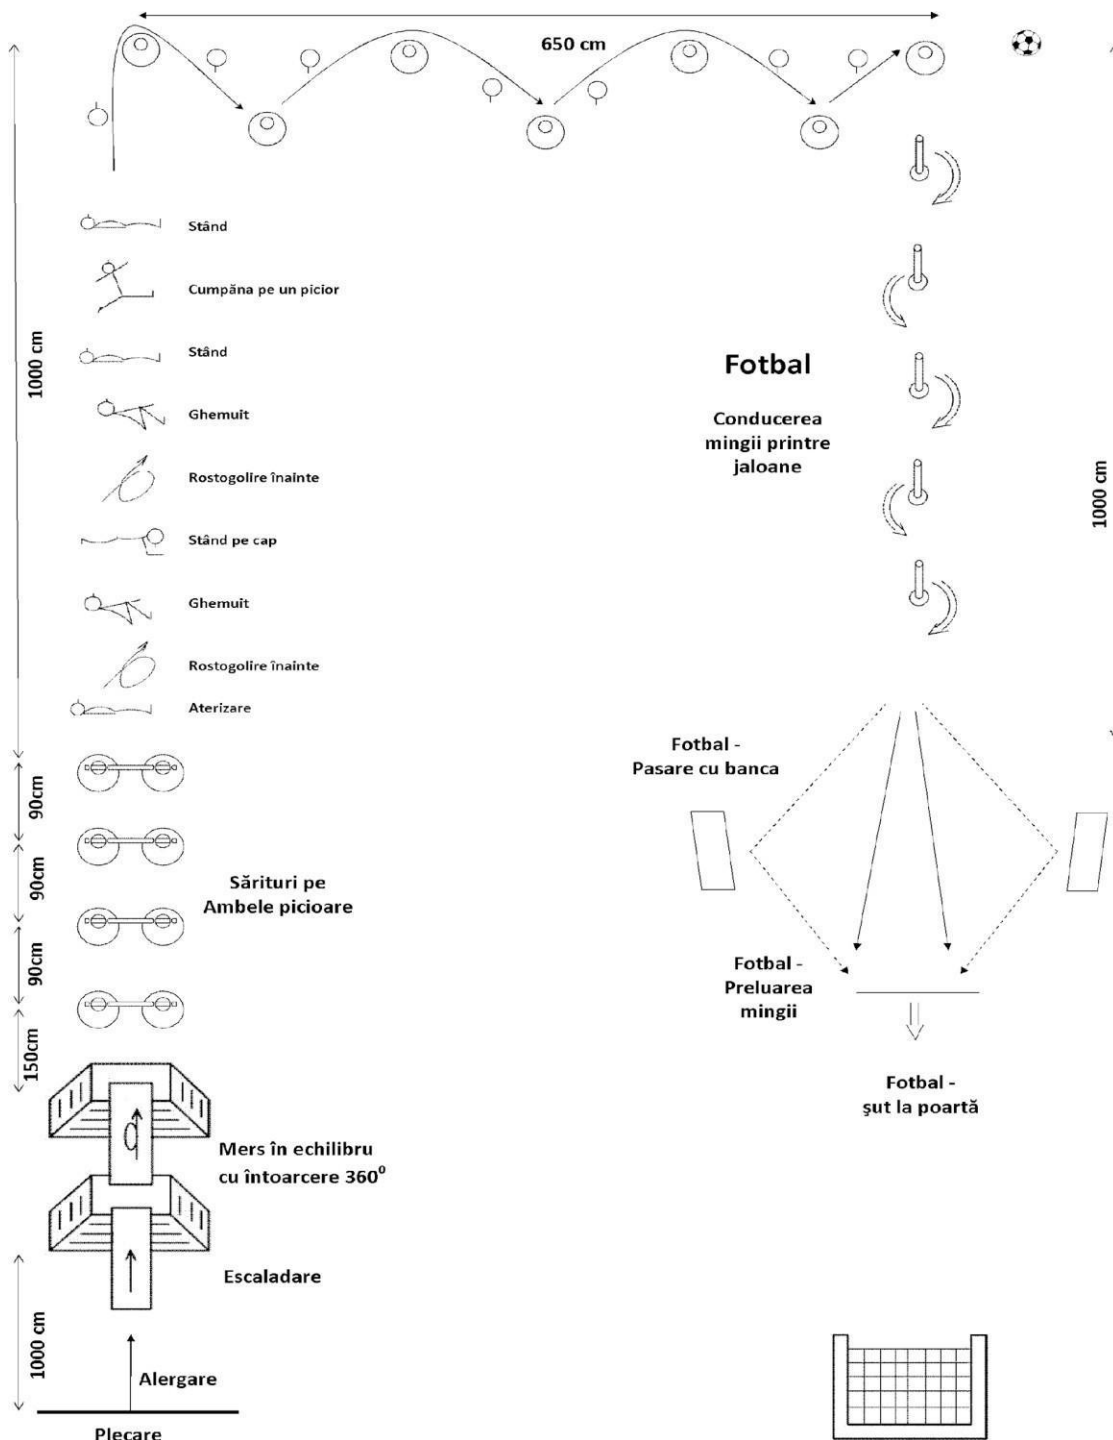 650 cm
1000 cm
Stând
Cumpăna pe un picior
Stând
Ghemuit
Rostogolire înainte
Stând pe cap
Ghemuit
Rostogolire înainte
Aterizare
Fotbal
Conducerea
mingii printre
jaloane
1000 cm
Fotbal -
Pasare cu banca
90cm
90cm
90cm
150cm
Sărituri pe
Ambele picioare
Fotbal -
Preluarea
mingii
Fotbal -
șut la poartă
Mers în echilibru
cu întoarcere 360⁰
Escaladare
1000 cm
Alergare
Plecare